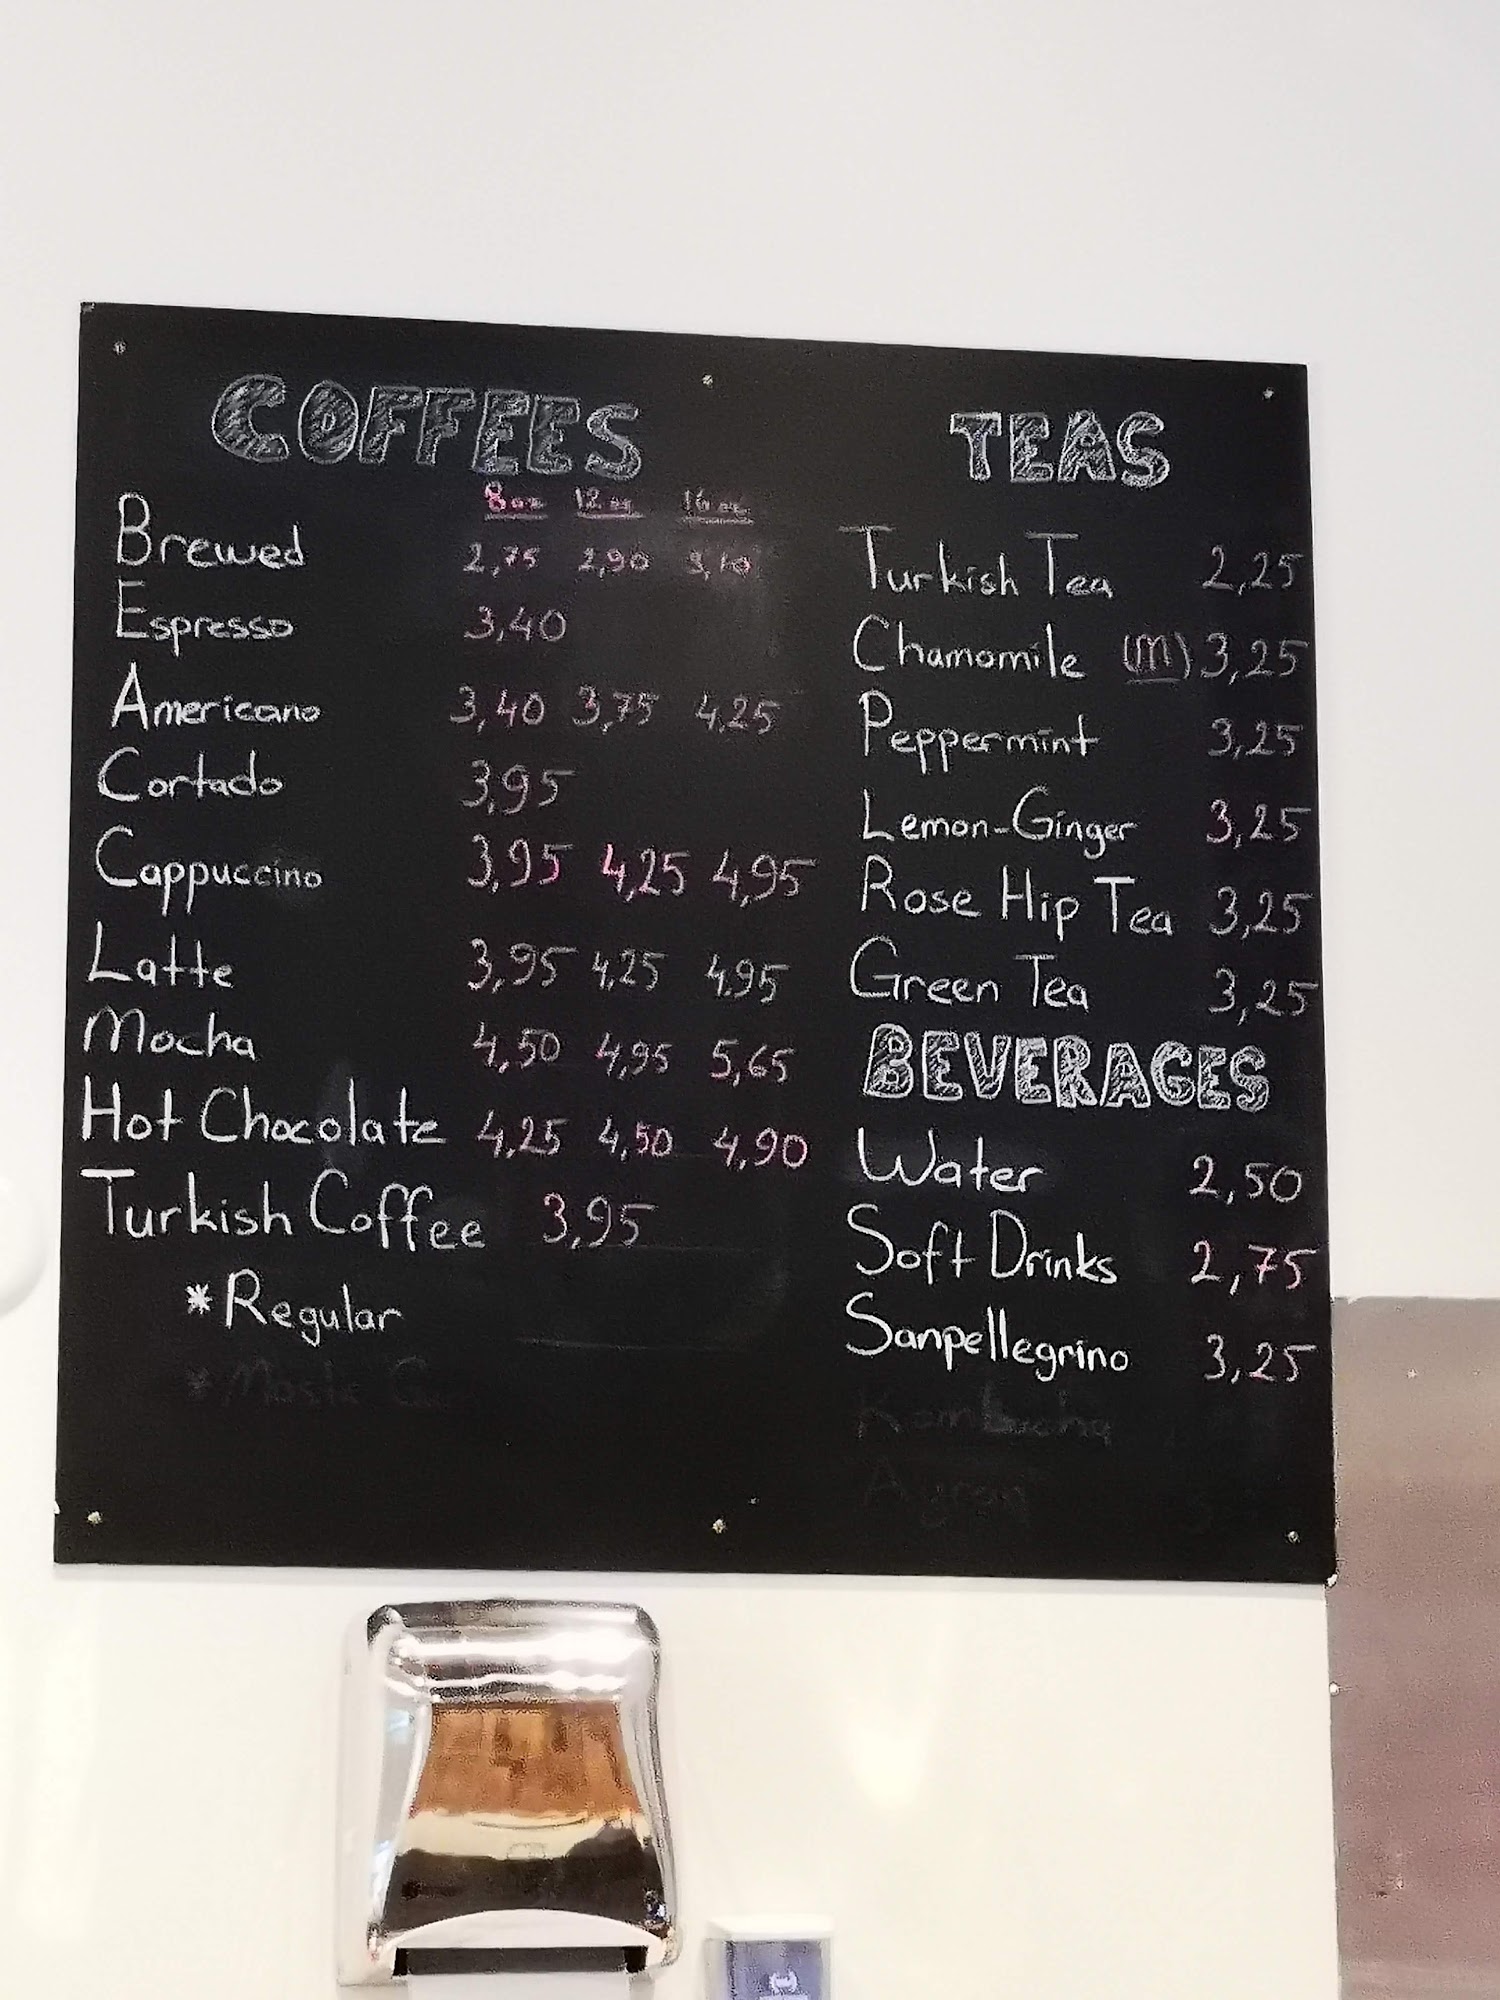 COFFEES
8oz 12oz 16oz
Brewed 2,75 2,90 3,10
Espresso 3,40
Americano 3,40 3,75 4,25
Cortado 3,95
Cappuccino 3,95 4,25 4,95
Latte 3,95 4,25 4,95
Mocha 4,50 4,95 5,65
Hot Chocolate 4,25 4,50 4,90
Turkish Coffee 3,95
*Regular
TEAS
Turkish Tea 2,25
Chamomile (M) 3,25
Peppermint 3,25
Lemon-Ginger 3,25
Rose Hip Tea 3,25
Green Tea 3,25
BEVERAGES
Water 2,50
Soft Drinks 2,75
Sanpellegrino 3,25
Kombucha